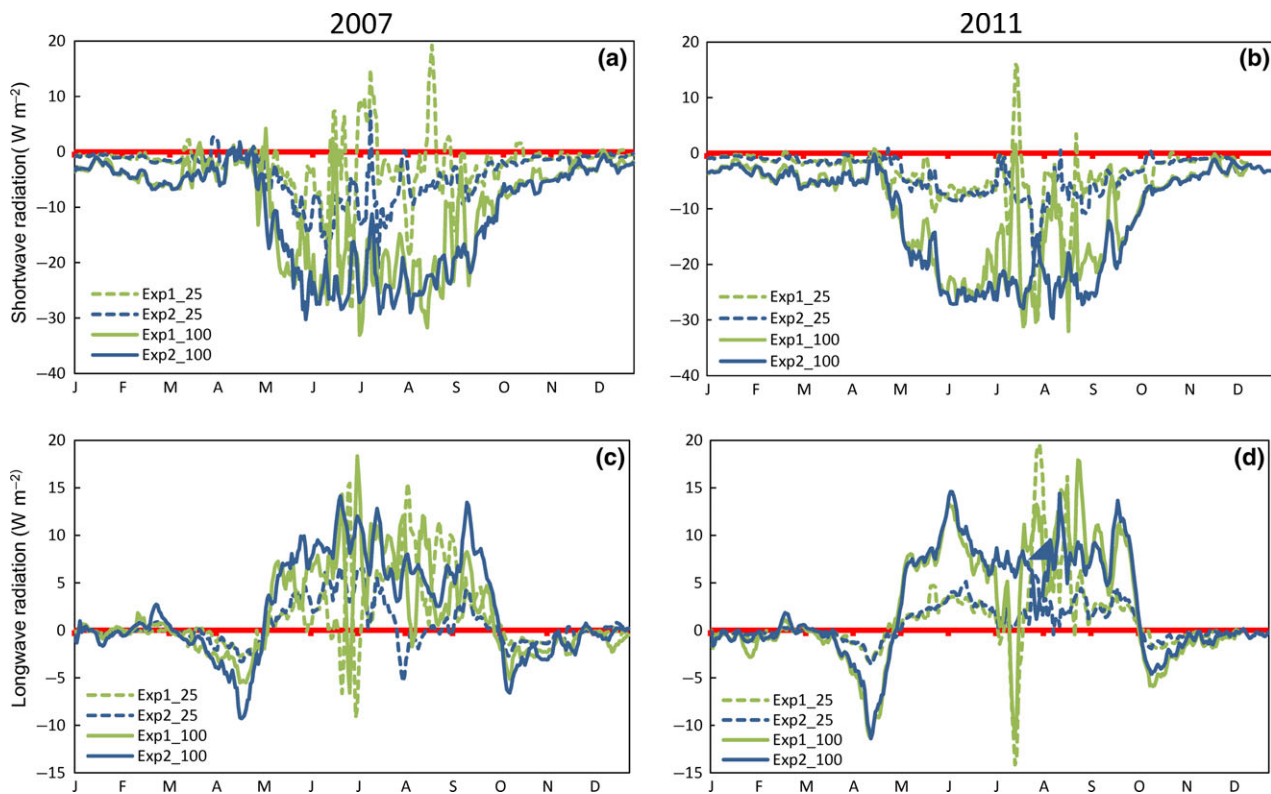 2007
2011
(a)
Shortwave radiation( W m−2)
20
10
0
−10
−20
−30
−40
Exp1_25
Exp2_25
Exp1_100
Exp2_100
J F M A M J J A S O N D
(b)
20
10
0
−10
−20
−30
−40
Exp1_25
Exp2_25
Exp1_100
Exp2_100
J F M A M J J A S O N D
(c)
Longwave radiation (W m−2)
20
15
10
5
0
−5
−10
−15
Exp1_25
Exp2_25
Exp1_100
Exp2_100
J F M A M J J A S O N D
(d)
20
15
10
5
0
−5
−10
−15
Exp1_25
Exp2_25
Exp1_100
Exp2_100
J F M A M J J A S O N D